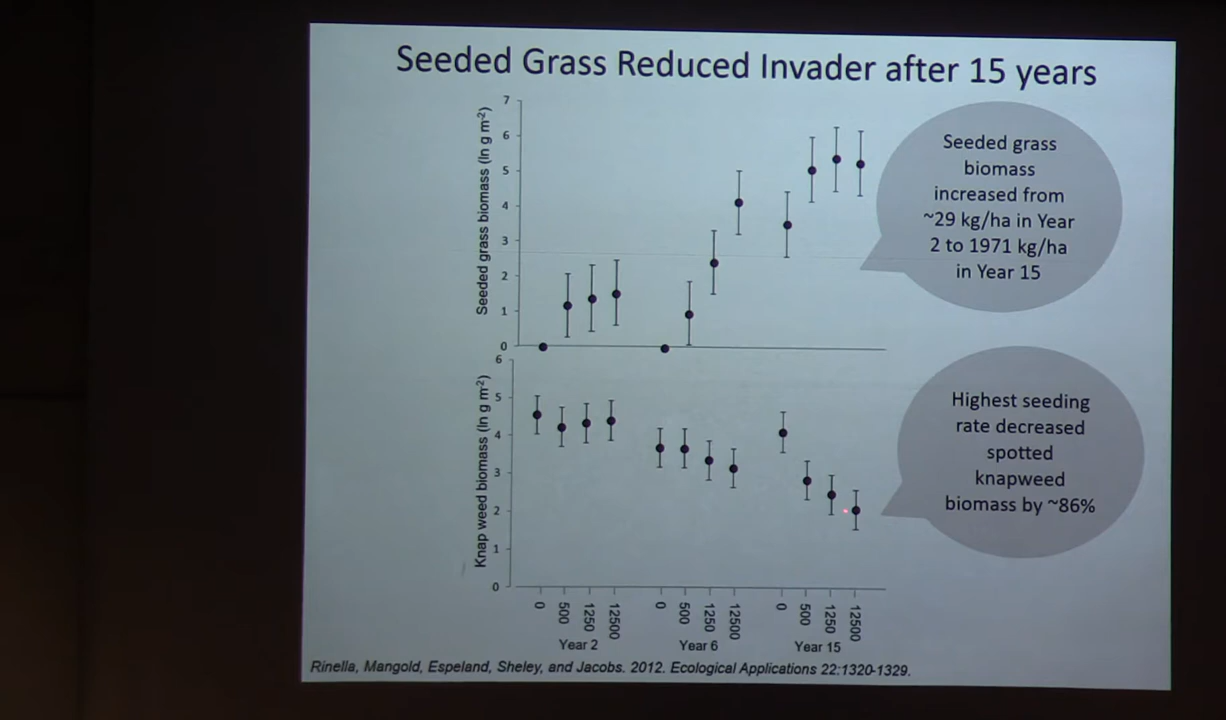 Seeded Grass Reduced Invader after 15 years
Seeded grass biomass (ln g m-2)
7
6
5
4
3
2
1
0
Seeded grass
biomass
increased from
~29 kg/ha in Year
2 to 1971 kg/ha
in Year 15
Knap weed biomass (ln g m-2)
6
5
4
3
2
1
0
Highest seeding
rate decreased
spotted
knapweed
biomass by ~86%
0 500 1250 12500 0 500 1250 12500 0 500 1250 12500
Year 2 Year 6 Year 15
Rinella, Mangold, Espeland, Sheley, and Jacobs. 2012. Ecological Applications 22:1320-1329.